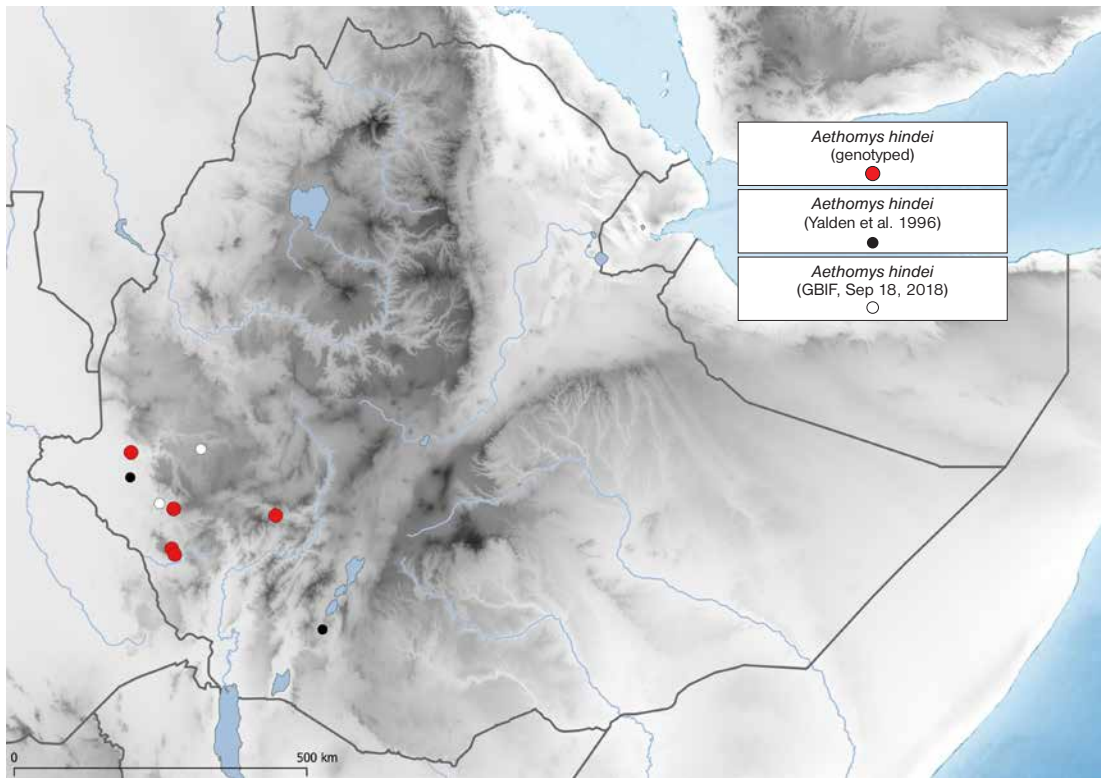 Aethomys hindei
(genotyped)
Aethomys hindei
(Yalden et al. 1996)
Aethomys hindei
(GBIF, Sep 18, 2018)
0 500 km